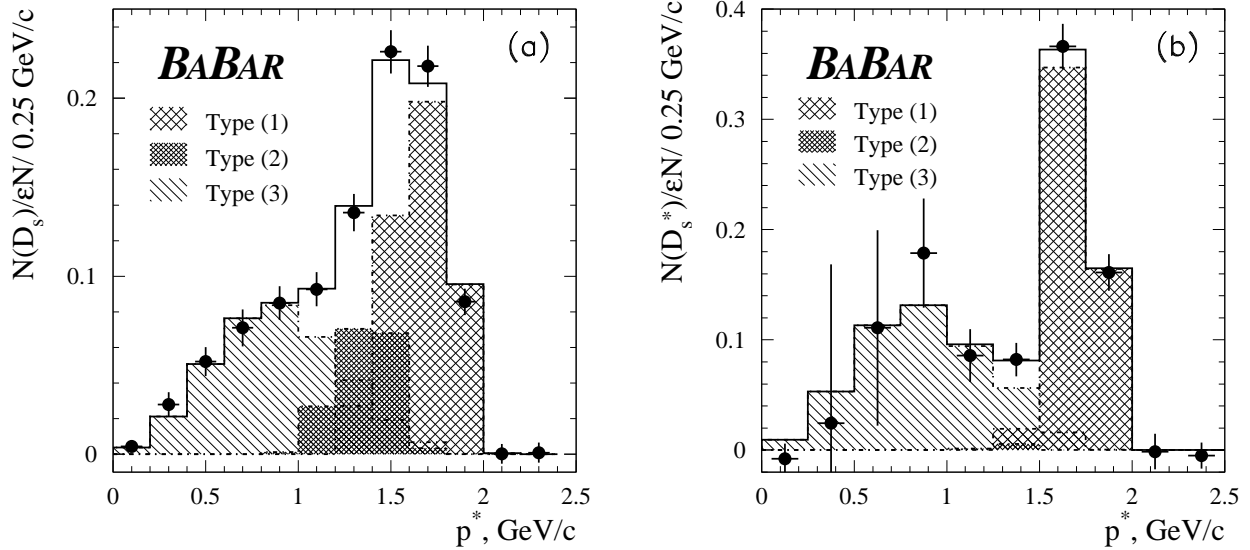 (a)
BABAR
Type (1)
Type (2)
Type (3)
N(D_s)/εN/ 0.25 GeV/c
0.2
0.1
0
0 0.5 1 1.5 2 2.5
p*, GeV/c
(b)
BABAR
Type (1)
Type (2)
Type (3)
N(D_s*)/εN/ 0.25 GeV/c
0.4
0.3
0.2
0.1
0
0 0.5 1 1.5 2 2.5
p*, GeV/c